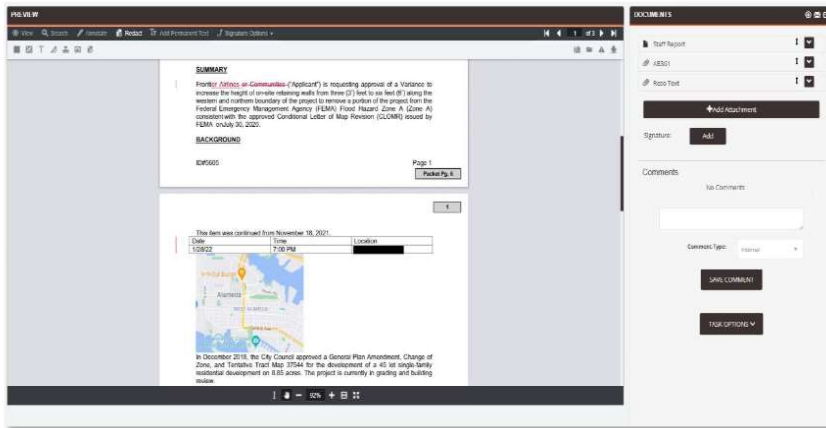 PREVIEW
View Search Annotate Redact Add Permanent Text Signature Options
1 of 3
SUMMARY
Frontier Airlines or Communities ("Applicant") is requesting approval of a Variance to
increase the height of on-site retaining walls from three (3') feet to six feet (6') along the
western and northern boundary of the project to remove a portion of the project from the
Federal Emergency Management Agency (FEMA) Flood Hazard Zone A (Zone A)
consistent with the approved Conditional Letter of Map Revision (CLOMR) issued by
FEMA onJuly 30, 2020.
BACKGROUND
ID#5605 Page 1
Packet Pg. 6
1
This item was continued from November 18, 2021.
Date Time Location
1/28/22 7:00 PM
Alameda
In December 2018, the City Council approved a General Plan Amendment, Change of
Zone, and Tentative Tract Map 37544 for the development of a 45 lot single-family
residential development on 8.85 acres. The project is currently in grading and building
review.
92%
DOCUMENTS
Staff Report
Reso Text
Add Attachment
Signature: Add
Comments
No Comments
Comment Type: Internal
SAVE COMMENT
TASK OPTIONS